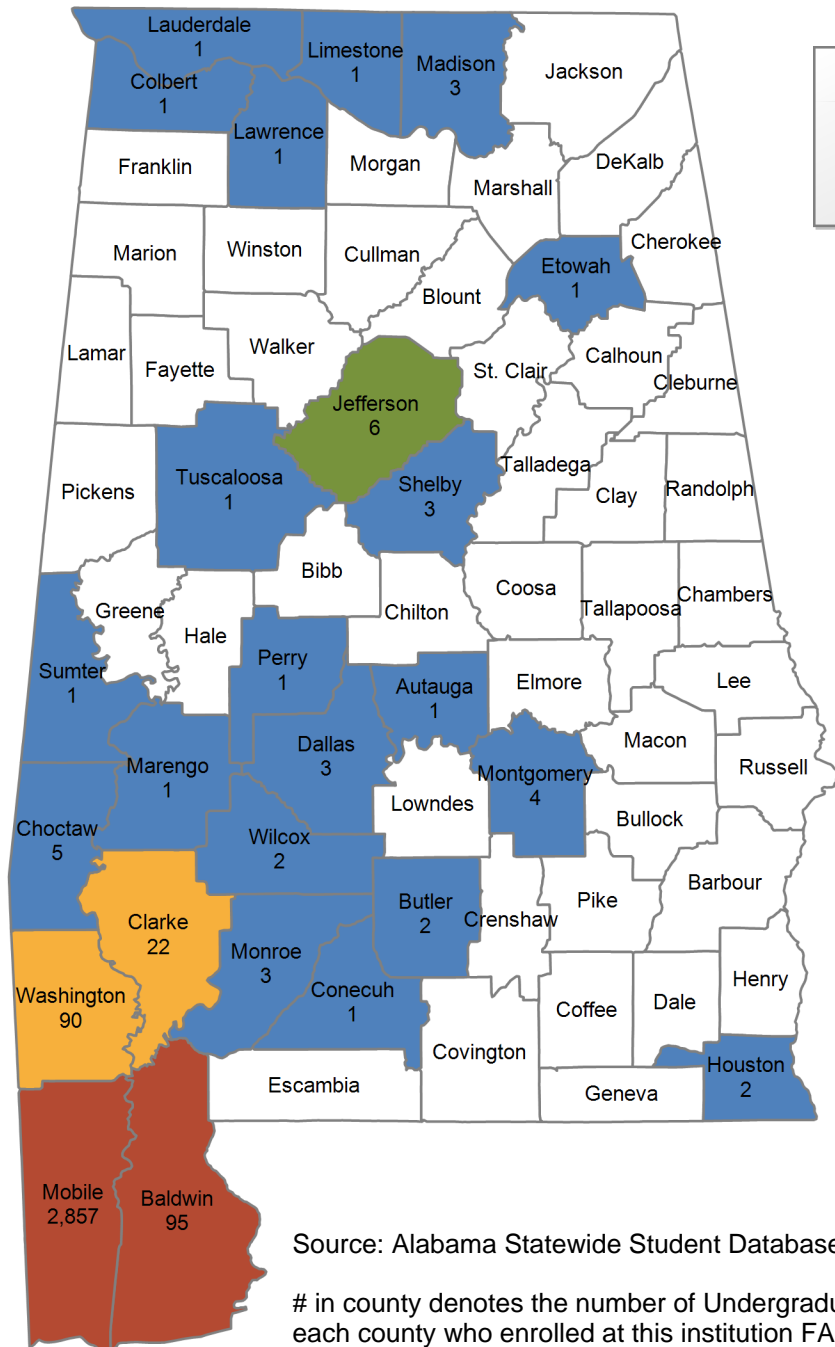 Lauderdale
1
Limestone
1
Madison
3
Jackson
Colbert
1
Lawrence
1
Franklin
Morgan
DeKalb
Marshall
Marion
Winston
Cullman
Cherokee
Etowah
1
Blount
Lamar
Fayette
Walker
St. Clair
Calhoun
Cleburne
Jefferson
6
Tuscaloosa
1
Shelby
3
Talladega
Pickens
Clay
Randolph
Bibb
Coosa
Chambers
Greene
Chilton
Tallapoosa
Hale
Sumter
1
Perry
1
Autauga
1
Elmore
Lee
Marengo
1
Dallas
3
Macon
Montgomery
4
Russell
Lowndes
Choctaw
5
Wilcox
2
Bullock
Barbour
Clarke
22
Butler
2
Crenshaw
Pike
Monroe
3
Washington
90
Conecuh
1
Coffee
Dale
Henry
Covington
Houston
2
Escambia
Geneva
Mobile
2,857
Baldwin
95
Source: Alabama Statewide Student Database
# in county denotes the number of Undergradu
each county who enrolled at this institution FA